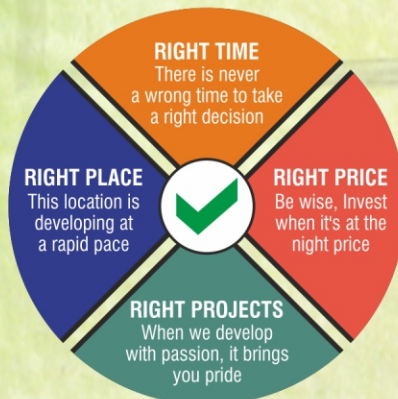 RIGHT TIME
There is never
a wrong time to take
a right decision
RIGHT PLACE
This location is
developing at
a rapid pace
RIGHT PRICE
Be wise, Invest
when it's at the
night price
RIGHT PROJECTS
When we develop
with passion, it brings
you pride